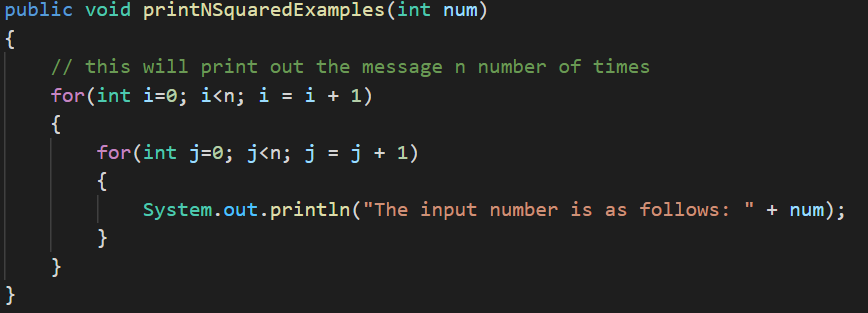 public void printNSquaredExamples(int num)
{
    // this will print out the message n number of times
    for(int i=0; i<n; i = i + 1)
    {
        for(int j=0; j<n; j = j + 1)
        {
            System.out.println("The input number is as follows: " + num);
        }
    }
}